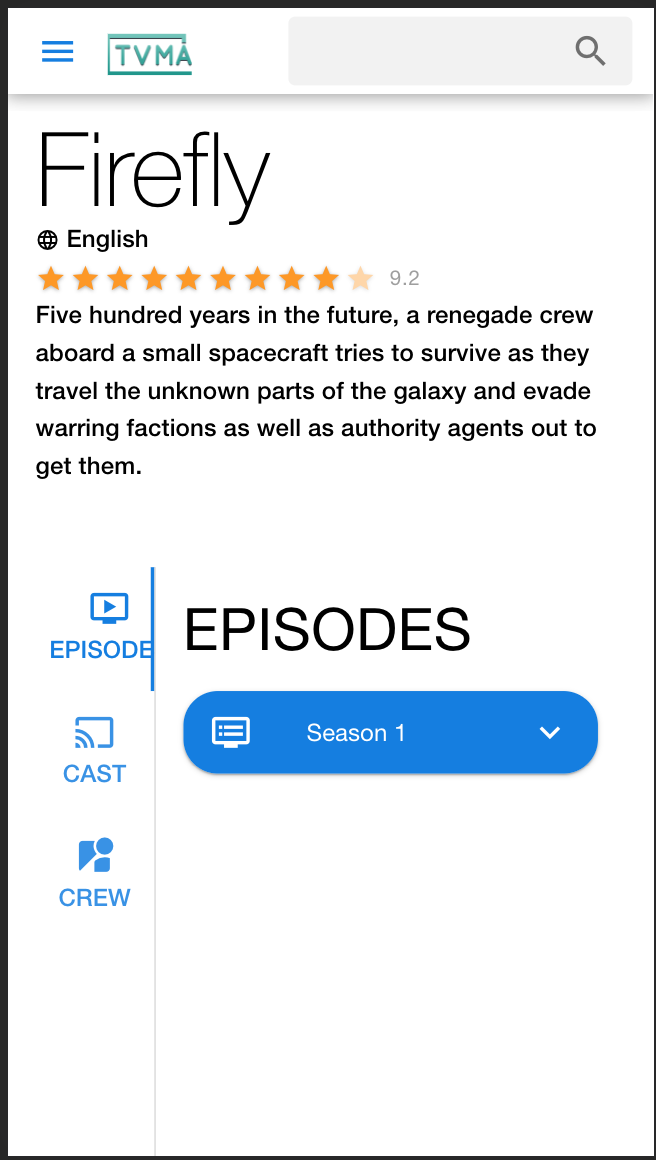 TVMA
Firefly
English
9.2
Five hundred years in the future, a renegade crew
aboard a small spacecraft tries to survive as they
travel the unknown parts of the galaxy and evade
warring factions as well as authority agents out to
get them.
EPISODE
EPISODES
Season 1
CAST
CREW